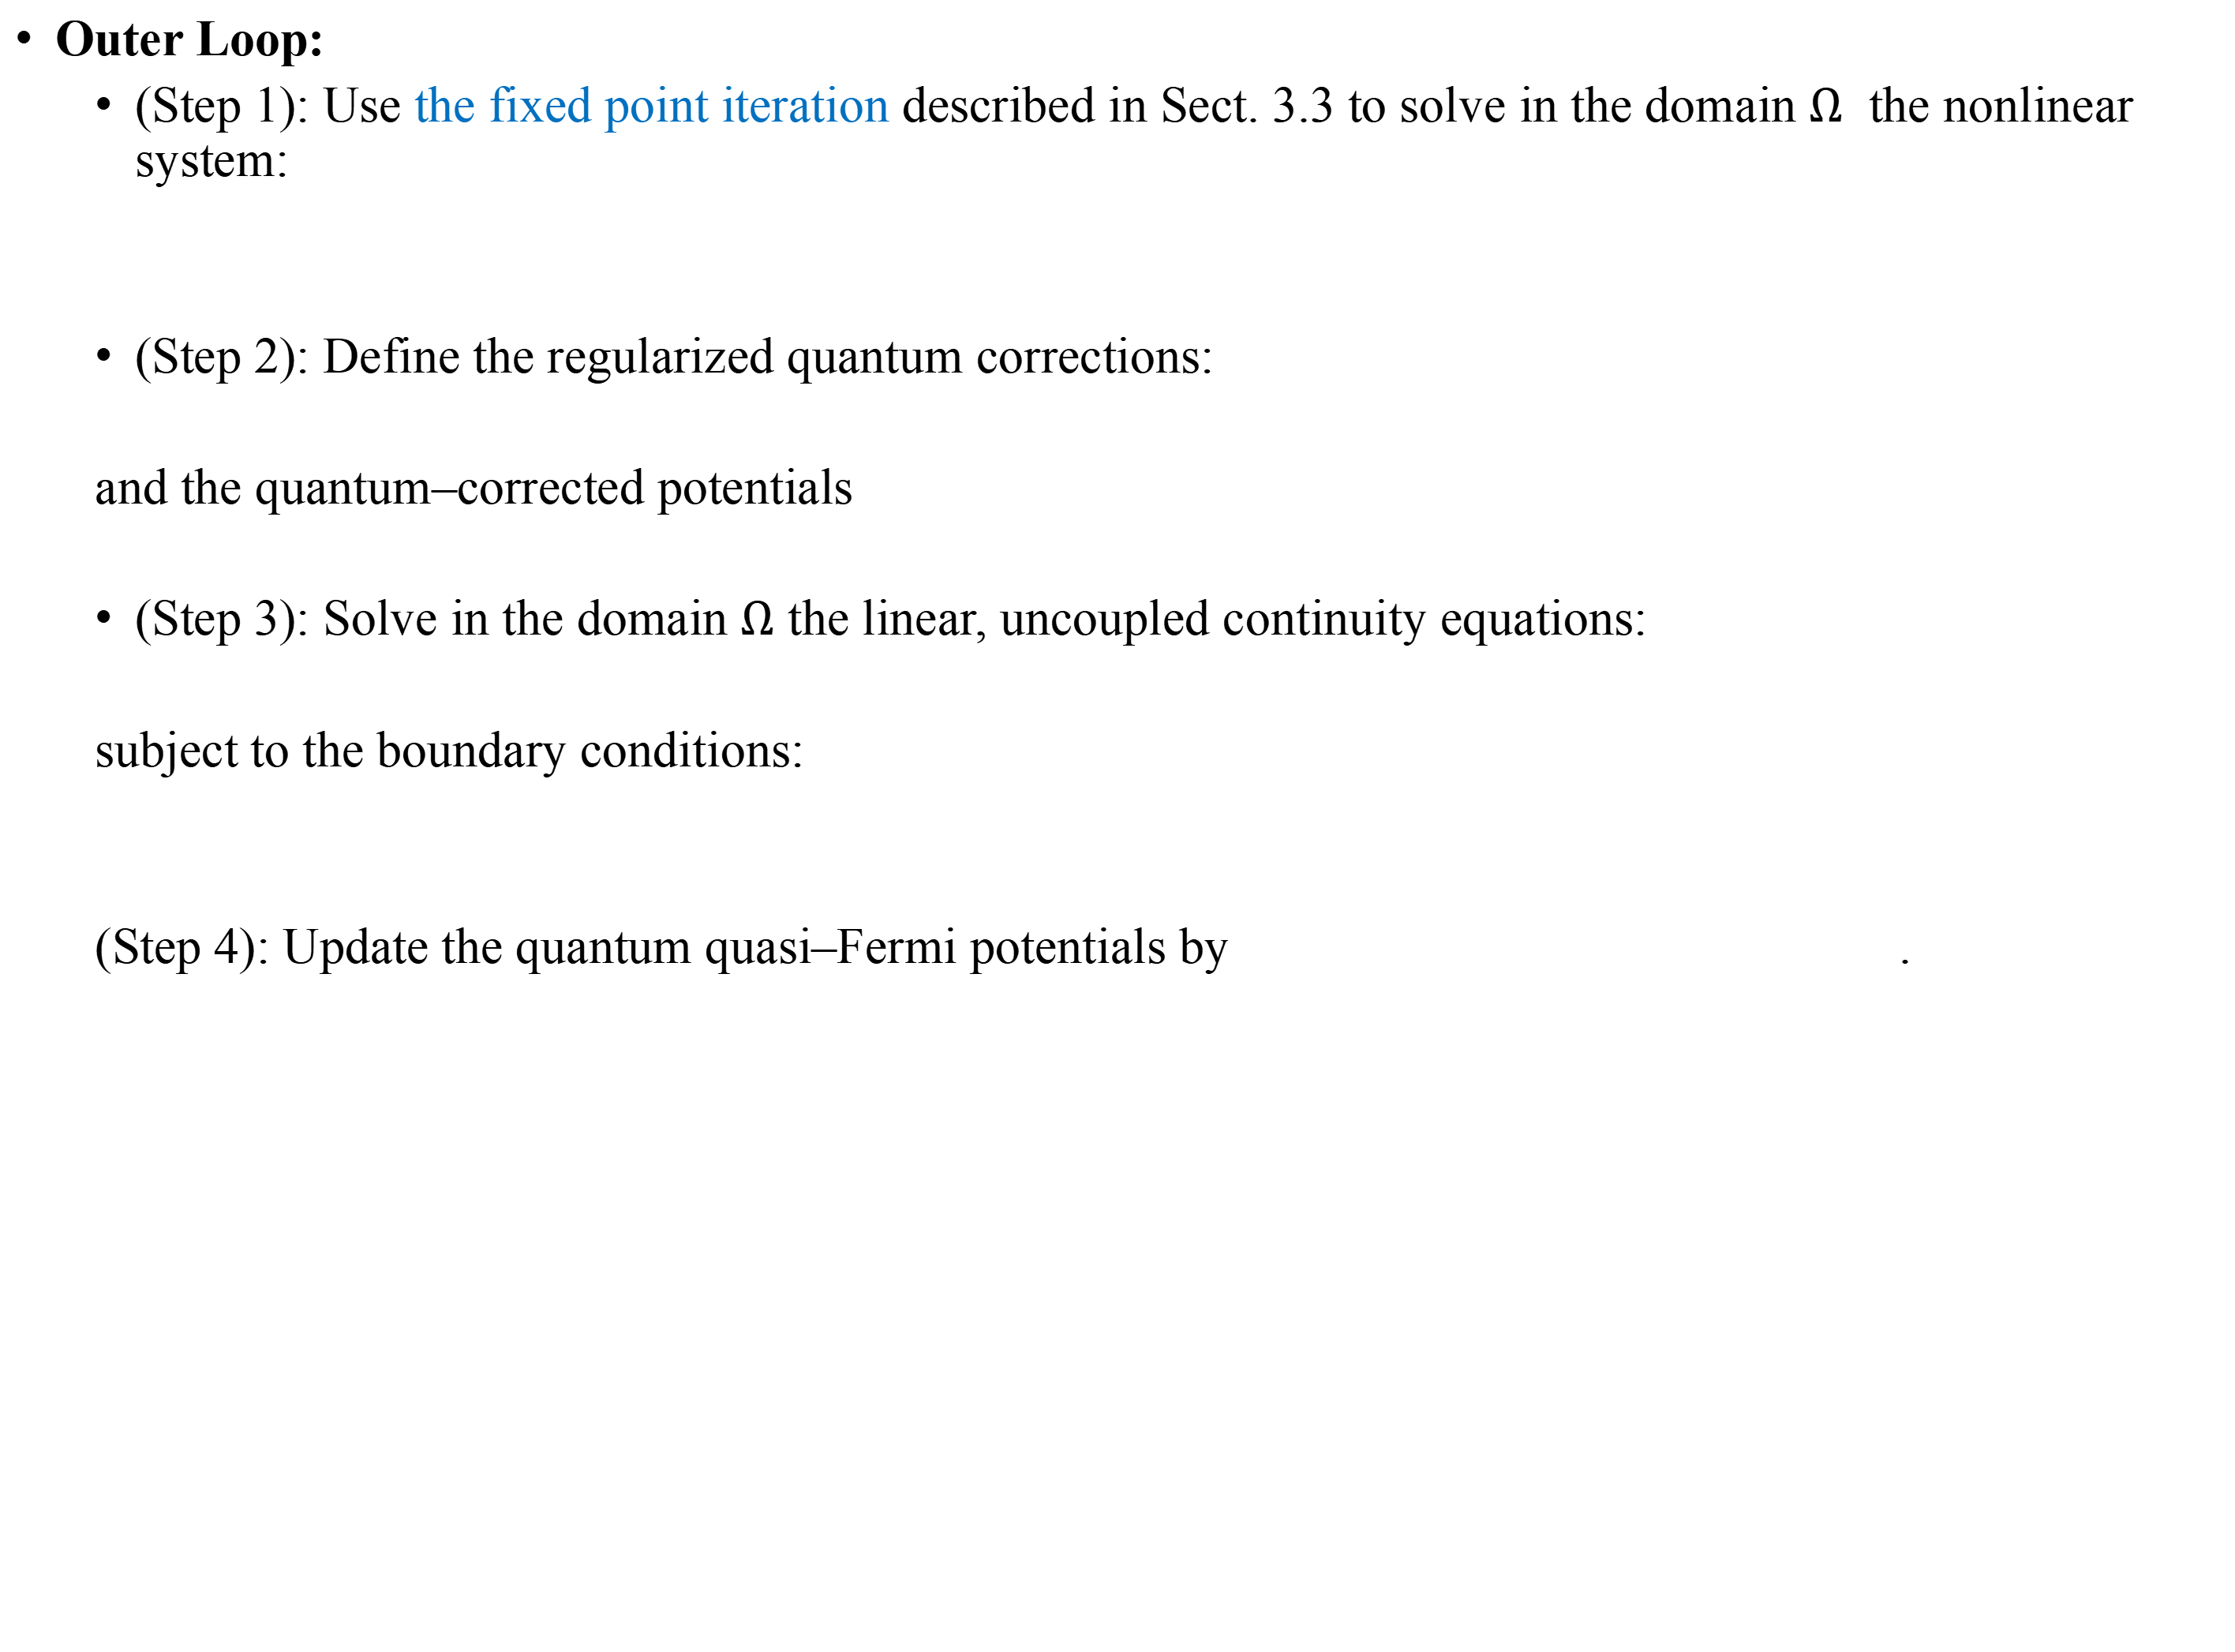 • Outer Loop:
• (Step 1): Use the fixed point iteration described in Sect. 3.3 to solve in the domain Ω the nonlinear
system:
• (Step 2): Define the regularized quantum corrections:
and the quantum–corrected potentials
• (Step 3): Solve in the domain Ω the linear, uncoupled continuity equations:
subject to the boundary conditions:
(Step 4): Update the quantum quasi–Fermi potentials by .